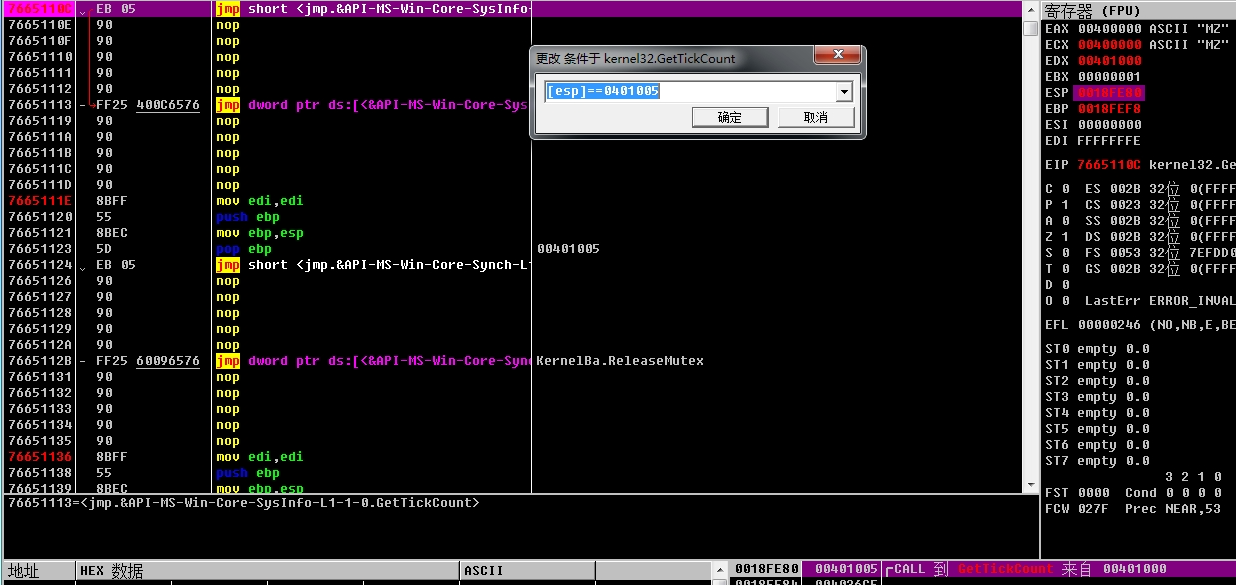 7665110C EB 05 jmp short <jmp.&API-MS-Win-Core-SysInfo-
7665110E 90 nop
7665110F 90 nop
76651110 90 nop
76651111 90 nop
76651112 90 nop
76651113 - FF25 400C6576 jmp dword ptr ds:[<&API-MS-Win-Core-Sys
76651119 90 nop
7665111A 90 nop
7665111B 90 nop
7665111C 90 nop
7665111D 90 nop
7665111E 8BFF mov edi,edi
76651120 55 push ebp
76651121 8BEC mov ebp,esp
76651123 5D pop ebp 00401005
76651124 EB 05 jmp short <jmp.&API-MS-Win-Core-Synch-L
76651126 90 nop
76651127 90 nop
76651128 90 nop
76651129 90 nop
7665112A 90 nop
7665112B - FF25 60096576 jmp dword ptr ds:[<&API-MS-Win-Core-Sync KernelBa.ReleaseMutex
76651131 90 nop
76651132 90 nop
76651133 90 nop
76651134 90 nop
76651135 90 nop
76651136 8BFF mov edi,edi
76651138 55 push ebp
76651139 8BEC mov ebp,esp
76651113=<jmp.&API-MS-Win-Core-SysInfo-L1-1-0.GetTickCount>
更改 条件于 kernel32.GetTickCount
[esp]==0401005
确定 取消
寄存器 (FPU)
EAX 00400000 ASCII "MZ"
ECX 00400000 ASCII "MZ"
EDX 00401000
EBX 00000001
ESP 0018FE80
EBP 0018FEF8
ESI 00000000
EDI FFFFFFFE
EIP 7665110C kernel32.Ge
C 0 ES 002B 32位 0(FFFF
P 1 CS 0023 32位 0(FFFF
A 0 SS 002B 32位 0(FFFF
Z 1 DS 002B 32位 0(FFFF
S 0 FS 0053 32位 7EFDD0
T 0 GS 002B 32位 0(FFFF
D 0
O 0 LastErr ERROR_INVAL
EFL 00000246 (NO,NB,E,BE
ST0 empty 0.0
ST1 empty 0.0
ST2 empty 0.0
ST3 empty 0.0
ST4 empty 0.0
ST5 empty 0.0
ST6 empty 0.0
ST7 empty 0.0
3 2 1 0
FST 0000 Cond 0 0 0 0
FCW 027F Prec NEAR,53
地址 HEX 数据 ASCII
0018FE80 00401005 CALL 到 GetTickCount 来自 00401000